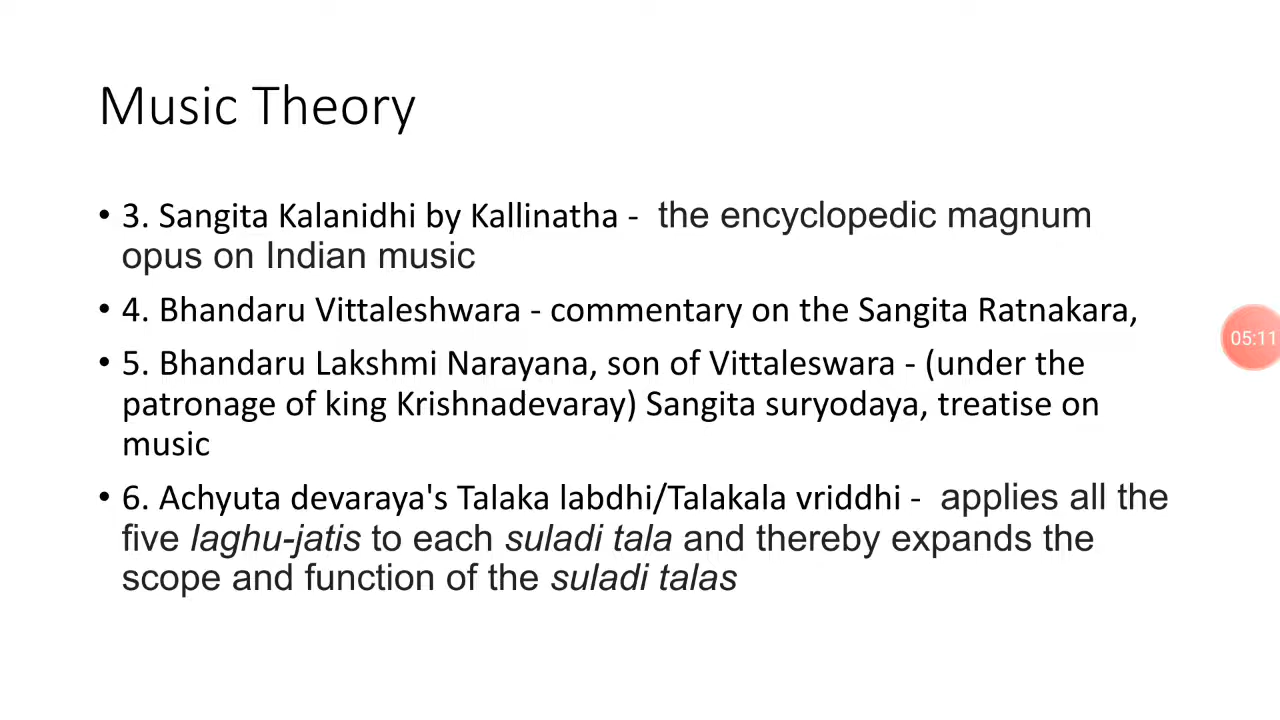 Music Theory
• 3. Sangita Kalanidhi by Kallinatha - the encyclopedic magnum
opus on Indian music
• 4. Bhandaru Vittaleshwara - commentary on the Sangita Ratnakara,
• 5. Bhandaru Lakshmi Narayana, son of Vittaleswara - (under the
patronage of king Krishnadevaray) Sangita suryodaya, treatise on
music
• 6. Achyuta devaraya's Talaka labdhi/Talakala vriddhi - applies all the
five laghu-jatis to each suladi tala and thereby expands the
scope and function of the suladi talas
05:11